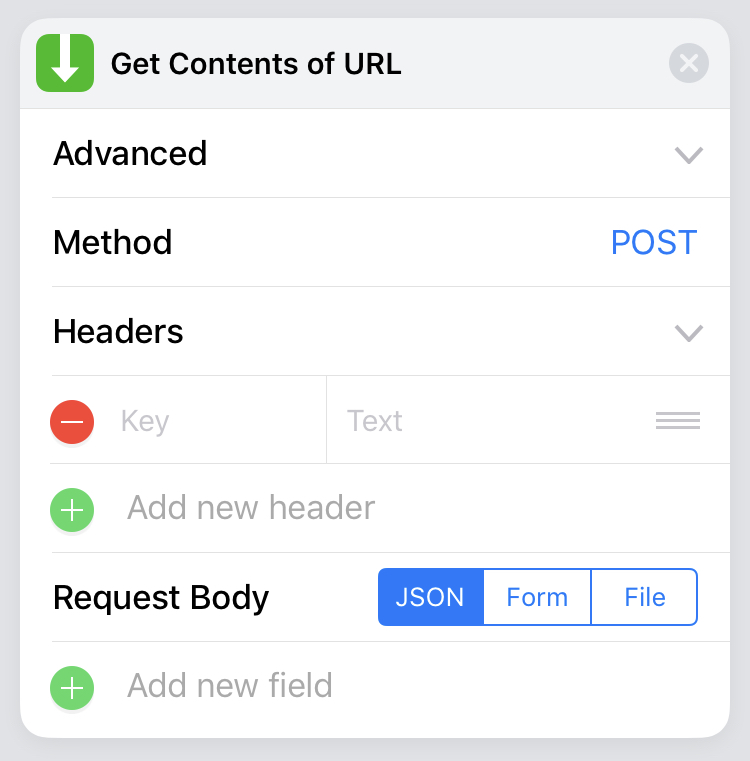 Get Contents of URL
Advanced
Method POST
Headers
Key Text
Add new header
Request Body JSON Form File
Add new field